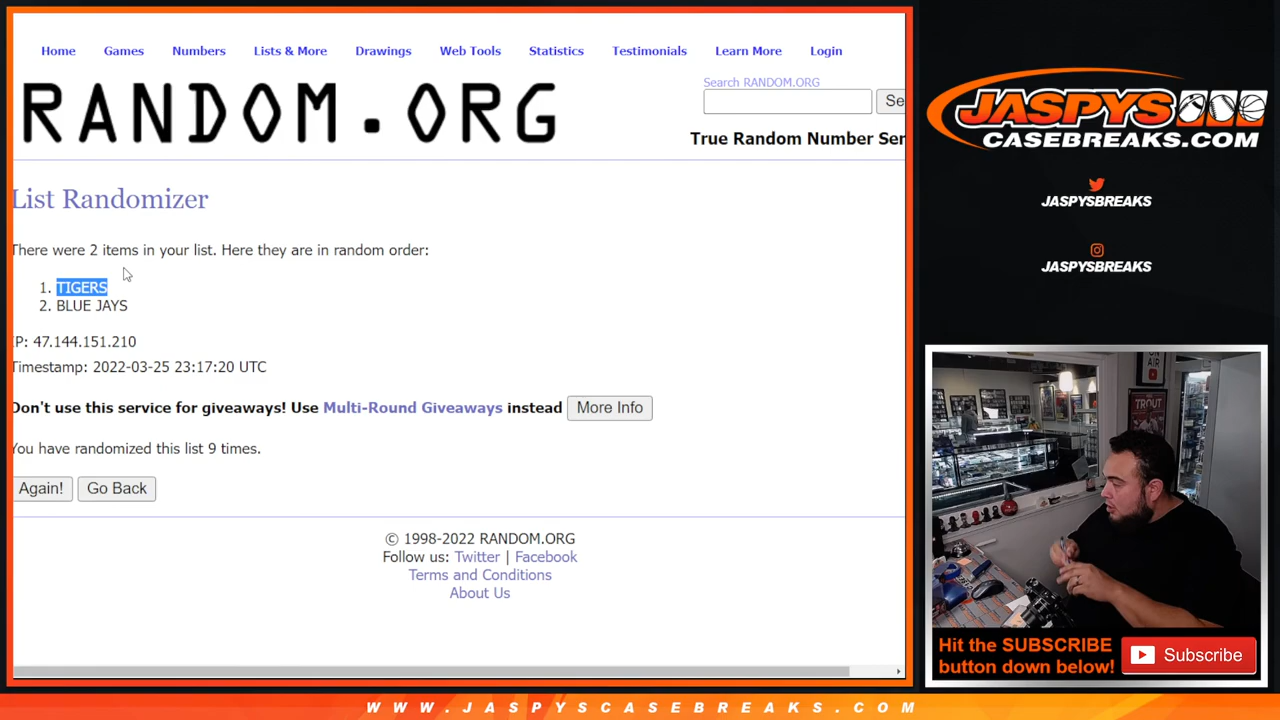 Home Games Numbers Lists & More Drawings Web Tools Statistics Testimonials Learn More Login
RANDOM.ORG
Search RANDOM.ORG
Se
True Random Number Ser
List Randomizer
There were 2 items in your list. Here they are in random order:
1. TIGERS
2. BLUE JAYS
IP: 47.144.151.210
Timestamp: 2022-03-25 23:17:20 UTC
Don't use this service for giveaways! Use Multi-Round Giveaways instead More Info
You have randomized this list 9 times.
Again! Go Back
© 1998-2022 RANDOM.ORG
Follow us: Twitter | Facebook
Terms and Conditions
About Us
JASPYS
CASEBREAKS.COM
JASPYSBREAKS
JASPYSBREAKS
ON
AIR
TROUT
Hit the SUBSCRIBE
button down below!
Subscribe
WWW.JASPYSCASEBREAKS.COM